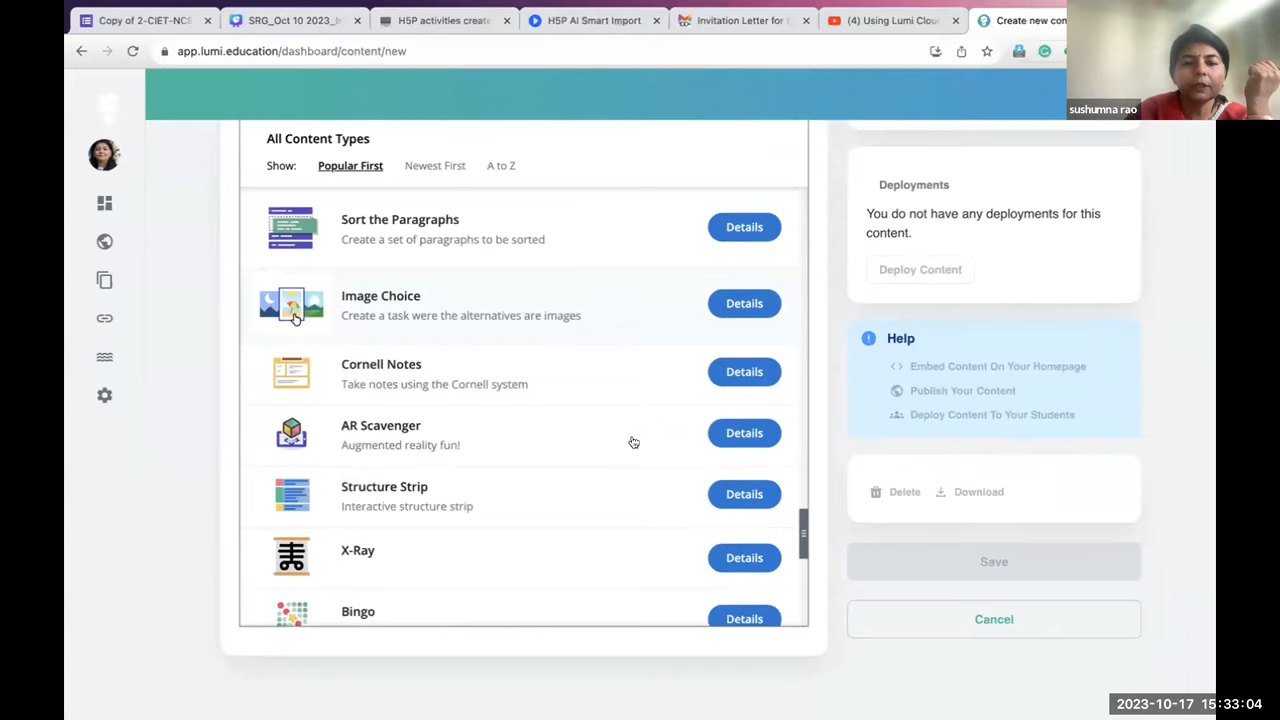 Copy of 2-CIET-NCE
SRG_Oct 10 2023_I
H5P activities create
H5P AI Smart Import
Invitation Letter for
(4) Using Lumi Clou
Create new con
app.lumi.education/dashboard/content/new
sushumna rao
All Content Types
Show: Popular First Newest First A to Z
Sort the Paragraphs
Create a set of paragraphs to be sorted
Details
Image Choice
Create a task were the alternatives are images
Details
Cornell Notes
Take notes using the Cornell system
Details
AR Scavenger
Augmented reality fun!
Details
Structure Strip
Interactive structure strip
Details
X-Ray
Details
Bingo
Details
Deployments
You do not have any deployments for this
content.
Deploy Content
Help
Embed Content On Your Homepage
Publish Your Content
Deploy Content To Your Students
Delete Download
Save
Cancel
2023-10-17 15:33:04